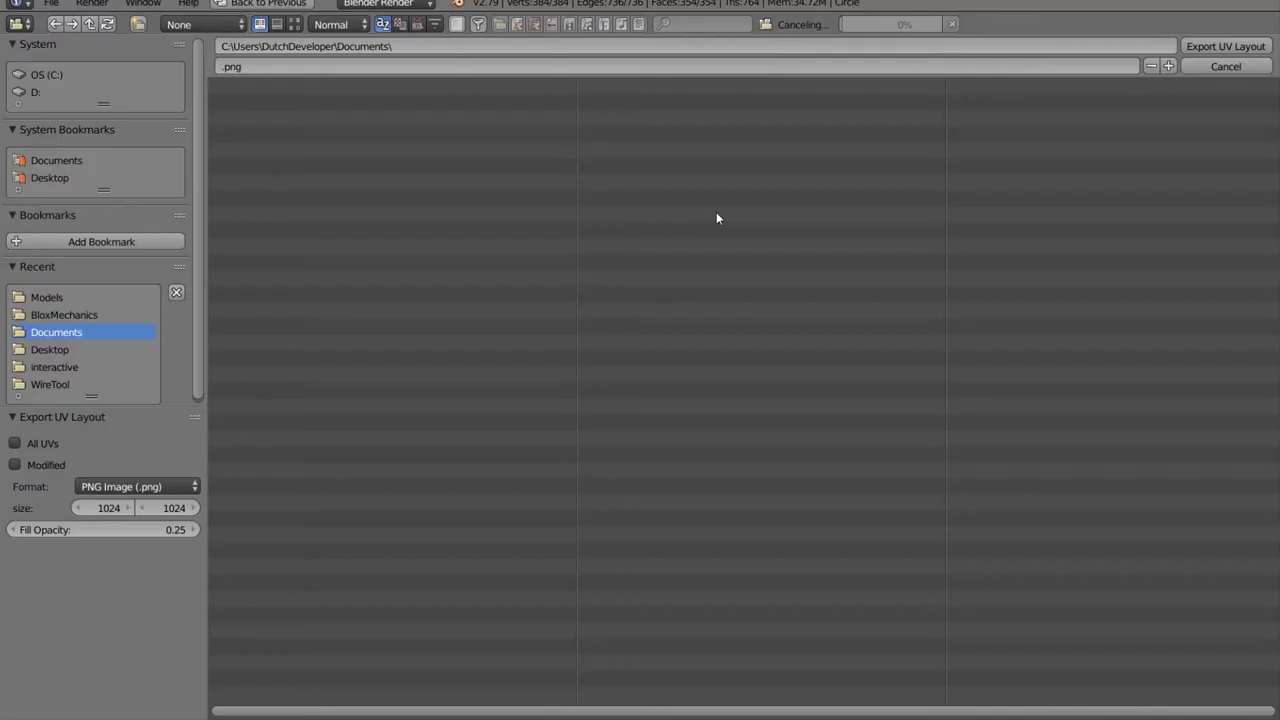 File Render Window Help Back to Previous Blender Render v2.79 | Verts:384/384 | Edges:736/736 | Faces:354/354 | Tris:764 | Mem:34.72M | Circle
None Normal Canceling... 0%
System
OS (C:)
D:
System Bookmarks
Documents
Desktop
Bookmarks
Add Bookmark
Recent
Models
BloxMechanics
Documents
Desktop
interactive
WireTool
Export UV Layout
All UVs
Modified
Format: PNG Image (.png)
size: 1024 1024
Fill Opacity: 0.25
C:\Users\DutchDeveloper\Documents\ Export UV Layout
.png Cancel